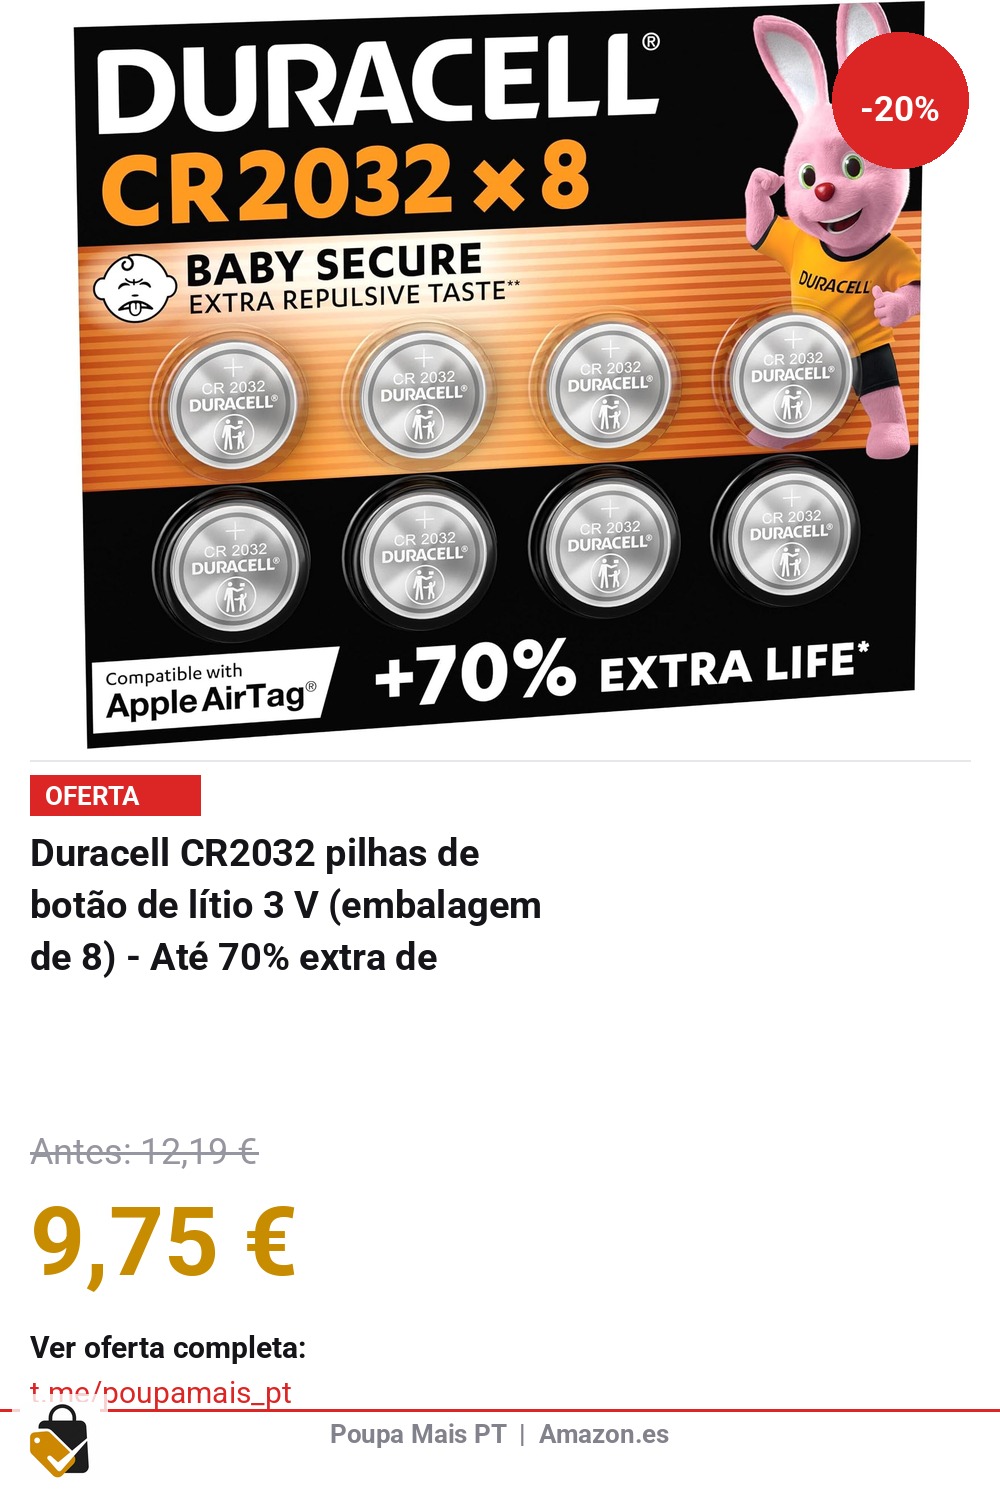 DURACELL®
-20%
CR2032 x 8
BABY SECURE
EXTRA REPULSIVE TASTE**
DURACELL
CR 2032
DURACELL®
CR 2032
DURACELL®
CR 2032
DURACELL®
CR 2032
DURACELL®
CR 2032
DURACELL®
CR 2032
DURACELL®
CR 2032
DURACELL®
CR 2032
DURACELL®
Compatible with
Apple AirTag®
+70% EXTRA LIFE*
OFERTA
Duracell CR2032 pilhas de
botão de lítio 3 V (embalagem
de 8) - Até 70% extra de
Antes: 12,19 €
9,75 €
Ver oferta completa:
t.me/poupamais_pt
Poupa Mais PT | Amazon.es